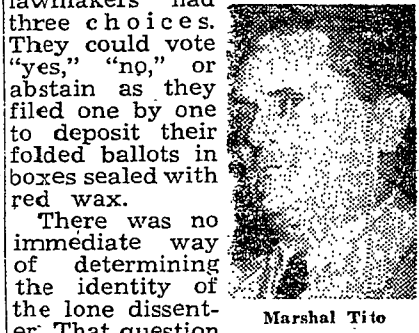 lawmakers had
three choices.
They could vote
"yes," "no," or
abstain as they
filed one by one
to deposit their
folded ballots in
boxes sealed with
red wax.
There was no
immediate way
of determining
the identity of
the lone dissent-
er. That question
Marshal Tito